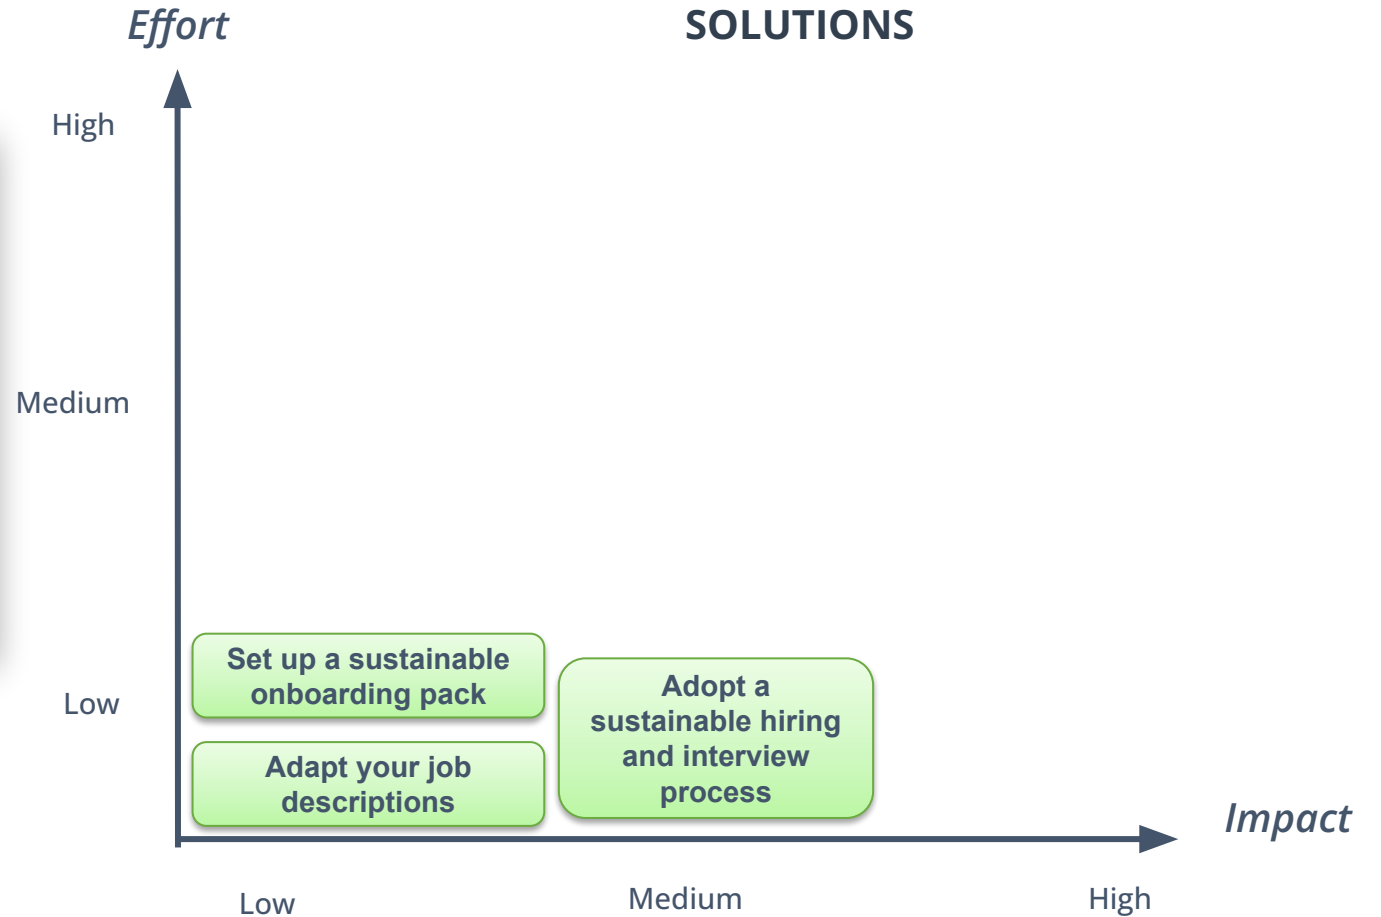 Effort
SOLUTIONS
High
Medium
Set up a sustainable
onboarding pack
Low
Adapt your job
descriptions
Adopt a
sustainable hiring
and interview
process
Impact
Low
Medium
High